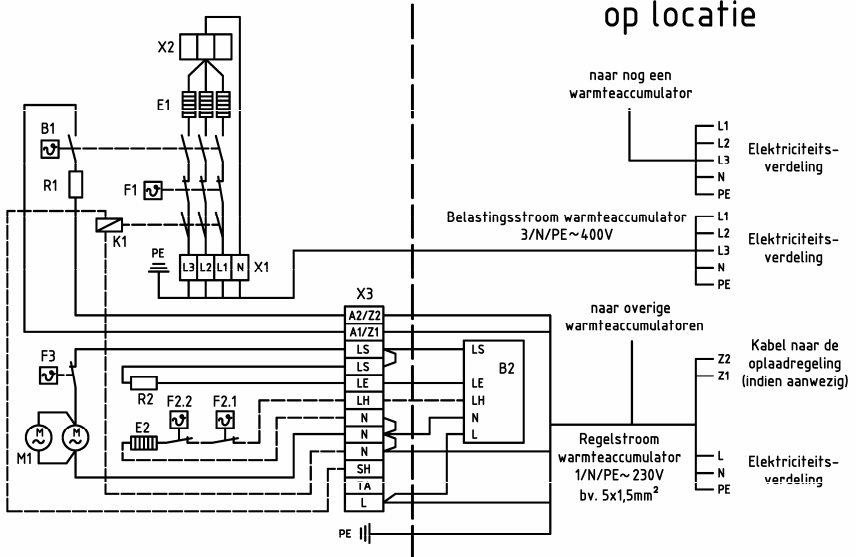 op locatie
X2
E1
B1
R1
F1
K1
PE
L3 L2 L1 N X1
naar nog een
warmteaccumulator
L1
L2
L3
N
PE
Elektriciteits-
verdeling
Belastingsstroom warmteaccumulator
3/N/PE~400V
L1
L2
L3
N
PE
Elektriciteits-
verdeling
X3
A2/Z2
A1/Z1
LS
LS
LE
LH
N
N
N
SH
TA
L
F3
M
~
M
~
M1
R2
F2.2 F2.1
E2
PE
LS
B2
LE
LH
N
L
naar overige
warmteaccumulatoren
Z2
Z1
Kabel naar de
oplaadregeling
(indien aanwezig)
Regelstroom
warmteaccumulator
1/N/PE~230V
bv. 5x1,5mm²
L
N
PE
Elektriciteits-
verdeling